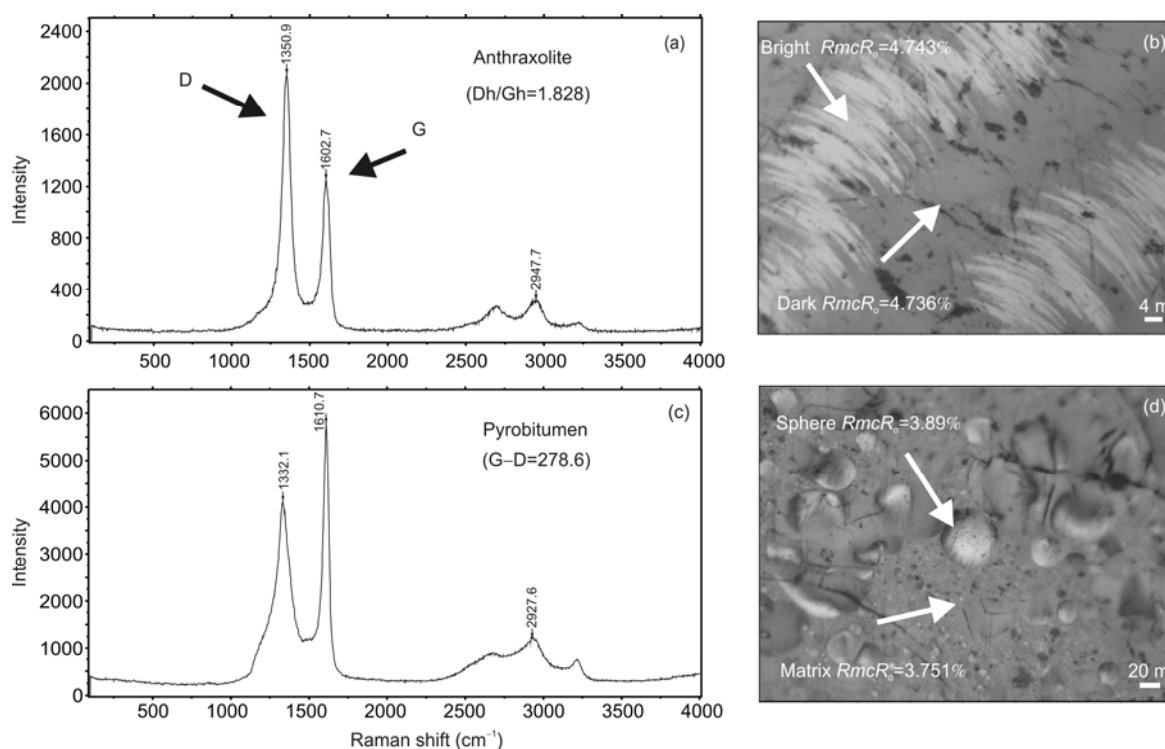 (a)
Anthraxolite
(Dh/Gh=1.828)
D
G
1350.9
1602.7
2947.7
Intensity
2400
2000
1600
1200
800
400
0
500 1000 1500 2000 2500 3000 3500 4000
(b)
Bright RmcRₒ=4.743%
Dark RmcRₒ=4.736%
4 m
(c)
Pyrobitumen
(G–D=278.6)
1332.1
1610.7
2927.6
Intensity
6000
5000
4000
3000
2000
1000
0
500 1000 1500 2000 2500 3000 3500 4000
Raman shift (cm⁻¹)
(d)
Sphere RmcRₒ=3.89%
Matrix RmcRₒ=3.751%
20 m